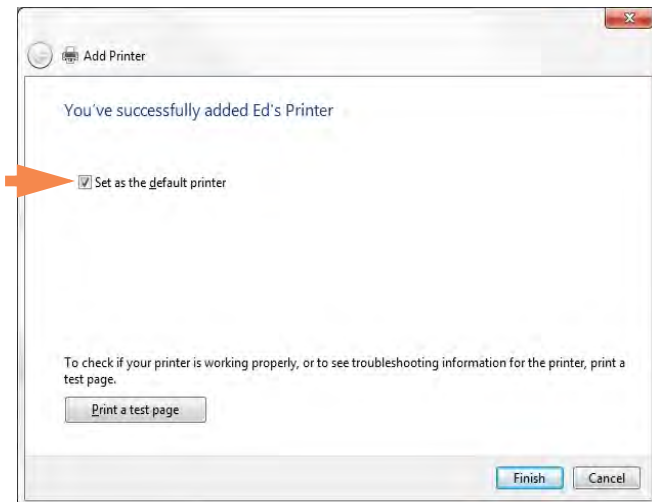 Add Printer
You've successfully added Ed's Printer
Set as the default printer
To check if your printer is working properly, or to see troubleshooting information for the printer, print a
test page.
Print a test page
Finish Cancel